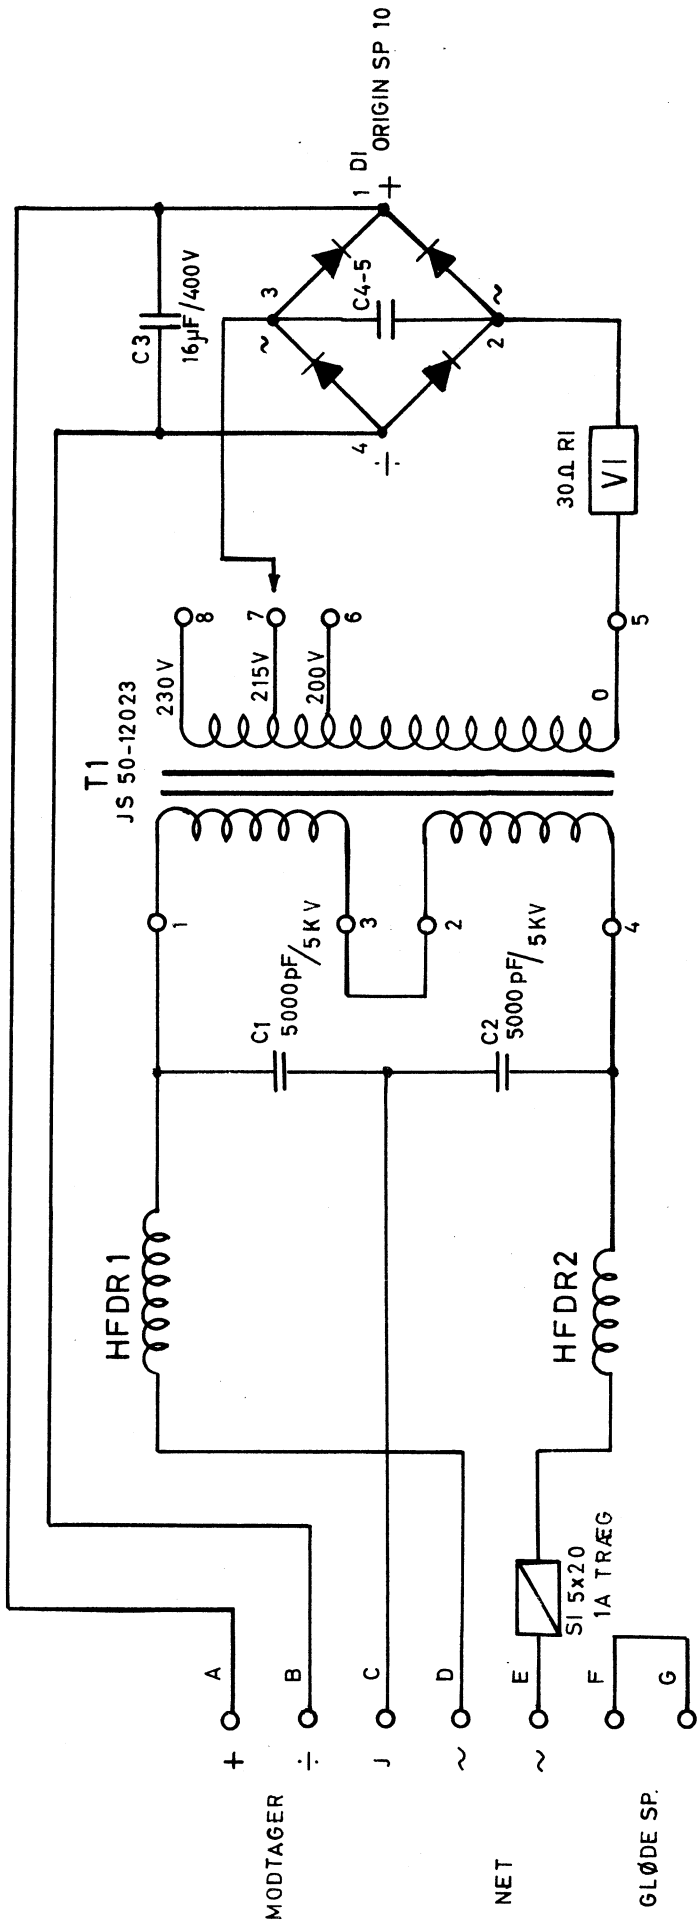 MODTAGER
NET
GLØDE SP.
+
÷
J
~
~
A
B
C
D
E
F
G
SI 5x20
1A TRÆG
HFDR1
HFDR2
C1
5000pF/5KV
C2
5000pF/5KV
1
3
2
4
T1
JS 50-12023
230V
215V
200V
0
8
7
6
5
30Ω R1
V1
C3
16µF/400V
4
÷
3
~
C4-5
2
~
1
+
D1
ORIGIN SP 10